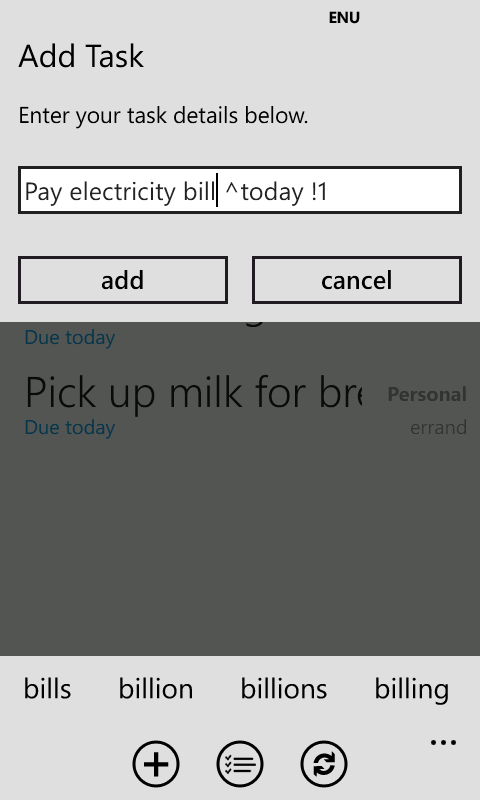 ENU
Add Task
Enter your task details below.
Pay electricity bill ^today !1
add cancel
Due today
Pick up milk for Personal
Due today errand
bills billion billions billing